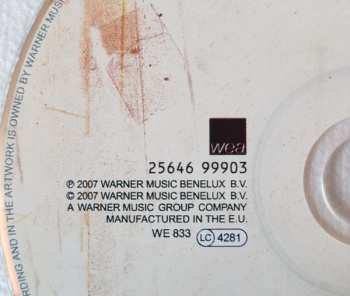 wea
25646 99903
℗ 2007 WARNER MUSIC BENELUX B.V.
© 2007 WARNER MUSIC BENELUX B.V.
A WARNER MUSIC GROUP COMPANY
MANUFACTURED IN THE E.U.
WE 833 LC 4281
RDING AND IN THE ARTWORK IS OWNED BY WARNER MUSIC